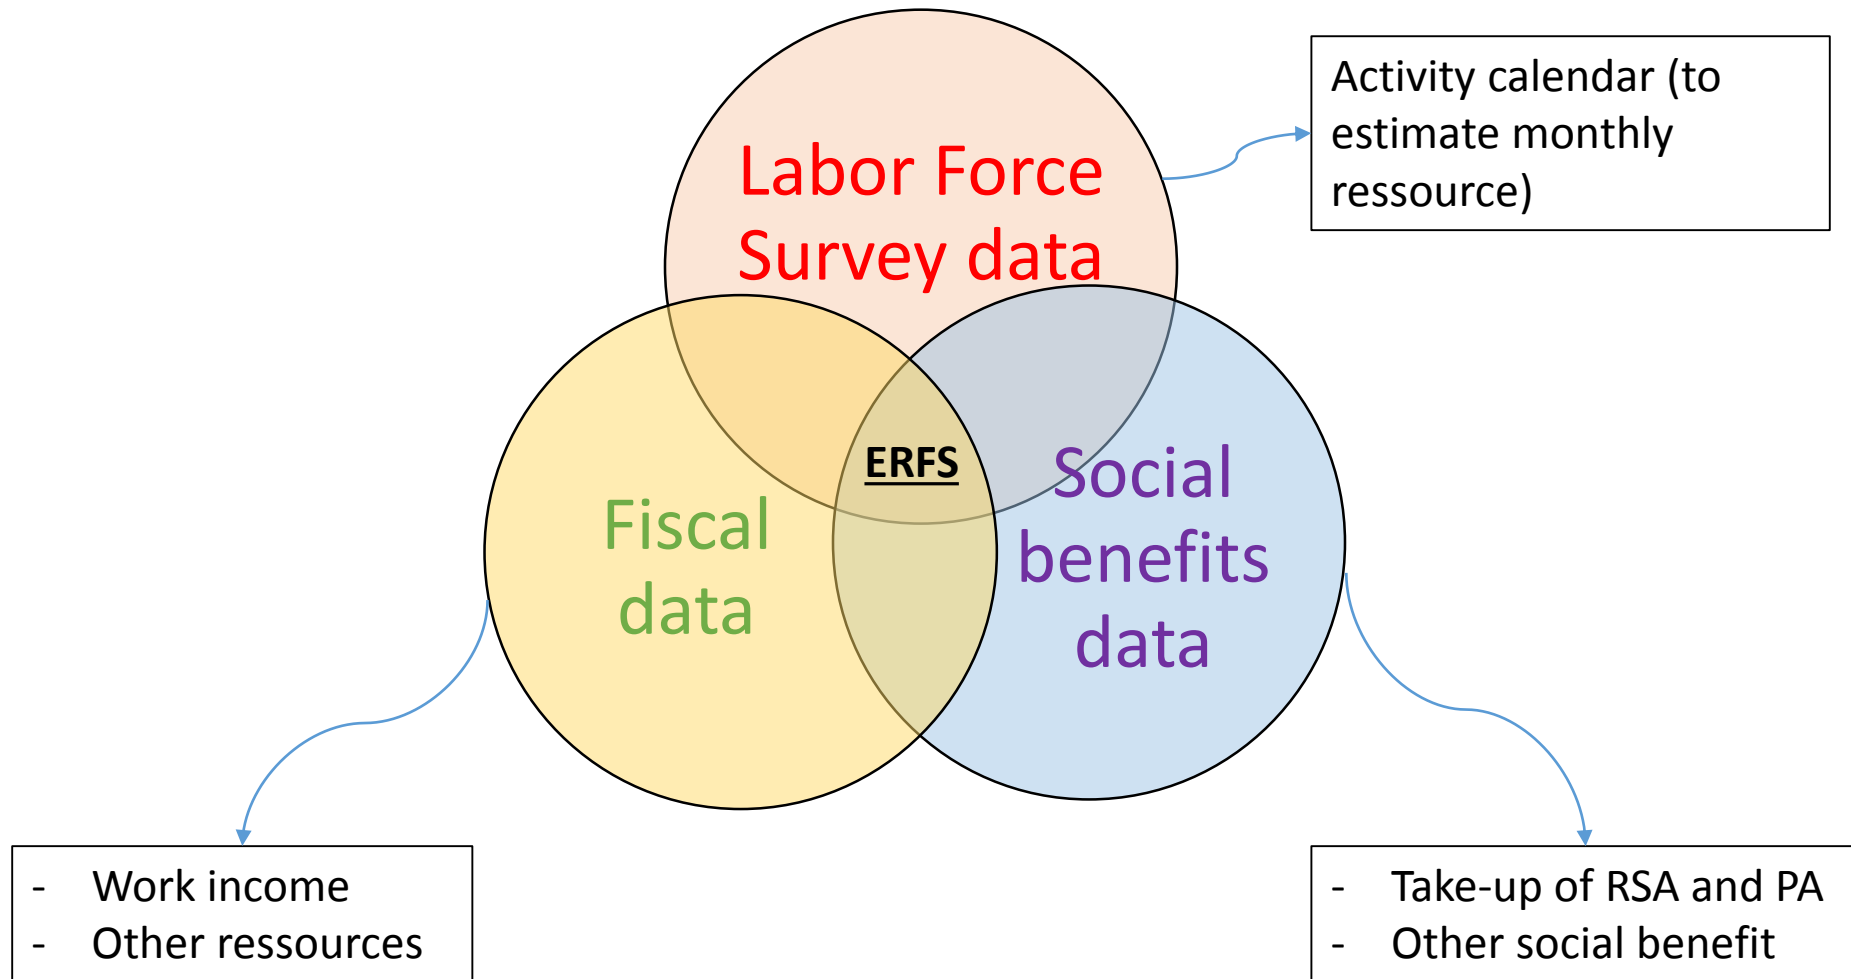 Activity calendar (to
estimate monthly
ressource)
Labor Force
Survey data
ERFS
Fiscal
data
Social
benefits
data
- Work income
- Other ressources
- Take-up of RSA and PA
- Other social benefit